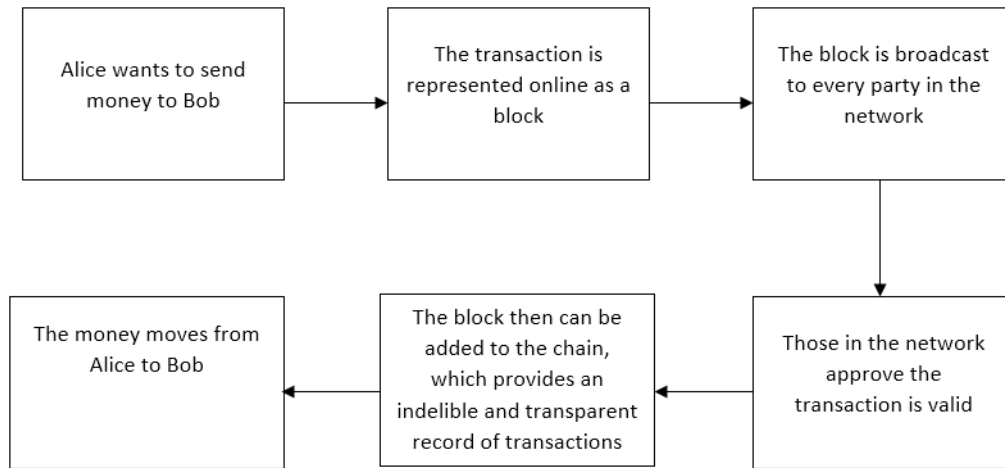 Alice wants to send
money to Bob
The transaction is
represented online as a
block
The block is broadcast
to every party in the
network
Those in the network
approve the
transaction is valid
The block then can be
added to the chain,
which provides an
indelible and transparent
record of transactions
The money moves from
Alice to Bob